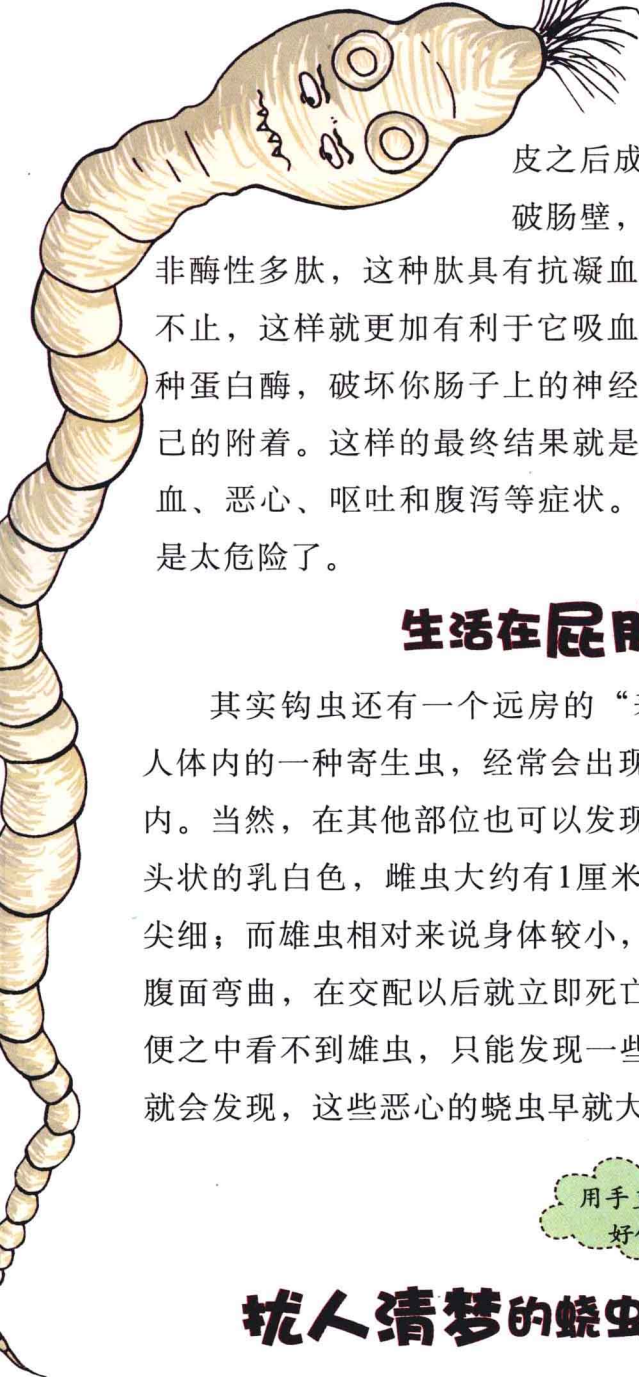 皮之后成
破肠壁，
非酶性多肽，这种肽具有抗凝血
不止，这样就更加有利于它吸血
种蛋白酶，破坏你肠子上的神经
己的附着。这样的最终结果就是
血、恶心、呕吐和腹泻等症状。
是太危险了。
生活在屁
其实钩虫还有一个远房的“
人体内的一种寄生虫，经常会出现
内。当然，在其他部位也可以发现
头状的乳白色，雌虫大约有1厘米
尖细；而雄虫相对来说身体较小，
腹面弯曲，在交配以后就立即死亡
便之中看不到雄虫，只能发现一些
就会发现，这些恶心的蛲虫早就大
用手
好
扰人清梦的蛲虫